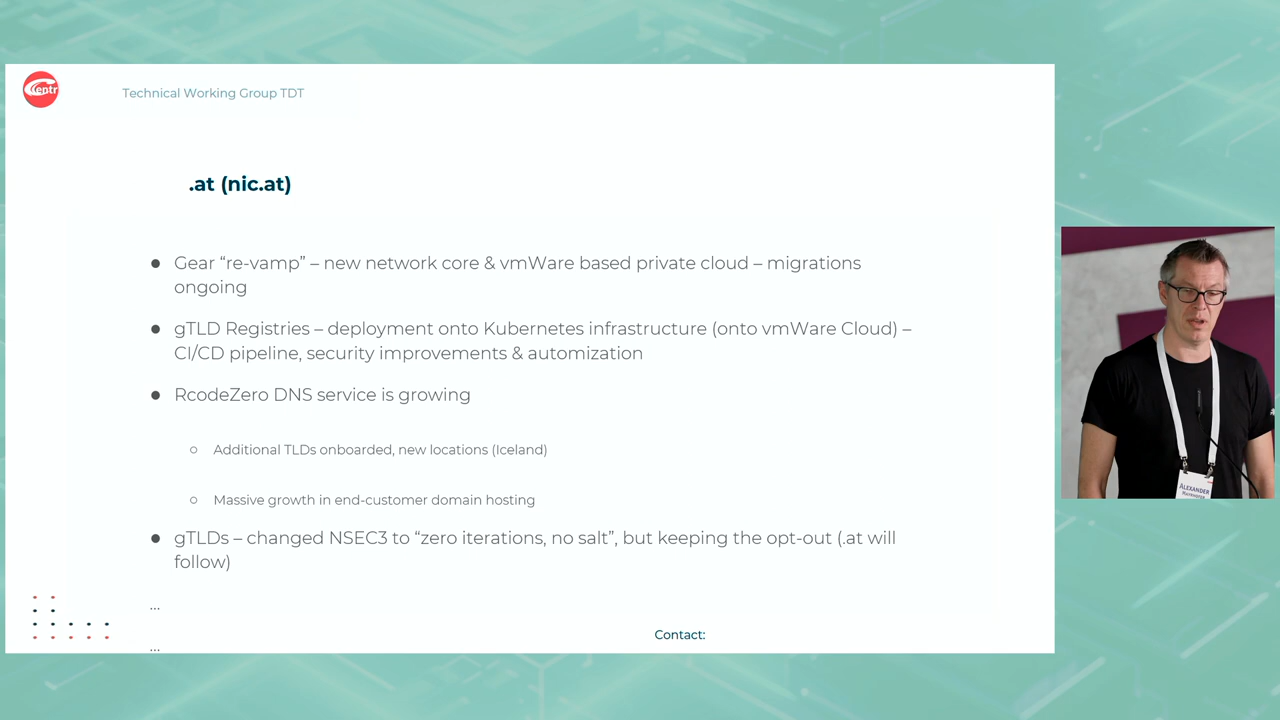 Centr
Technical Working Group TDT
.at (nic.at)
● Gear “re-vamp” – new network core & vmWare based private cloud – migrations
ongoing
● gTLD Registries – deployment onto Kubernetes infrastructure (onto vmWare Cloud) –
CI/CD pipeline, security improvements & automization
● RcodeZero DNS service is growing
○ Additional TLDs onboarded, new locations (Iceland)
○ Massive growth in end-customer domain hosting
● gTLDs – changed NSEC3 to “zero iterations, no salt”, but keeping the opt-out (.at will
follow)
...
...
Contact:
ALEXANDER